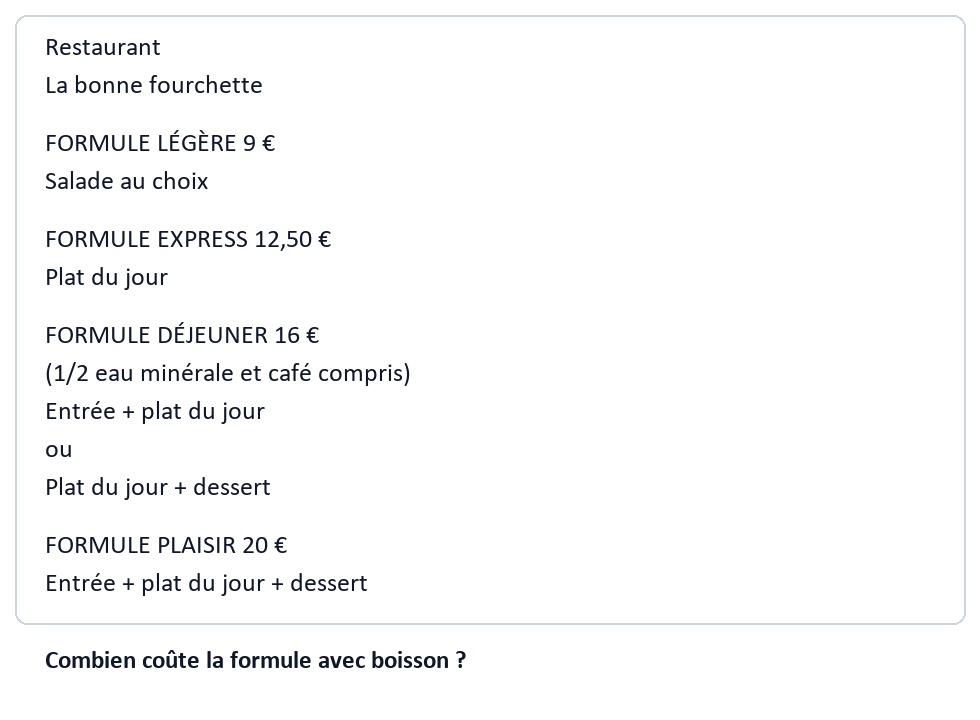 Restaurant
La bonne fourchette
FORMULE LÉGÈRE 9 €
Salade au choix
FORMULE EXPRESS 12,50 €
Plat du jour
FORMULE DÉJEUNER 16 €
(1/2 eau minérale et café compris)
Entrée + plat du jour
ou
Plat du jour + dessert
FORMULE PLAISIR 20 €
Entrée + plat du jour + dessert
Combien coûte la formule avec boisson ?